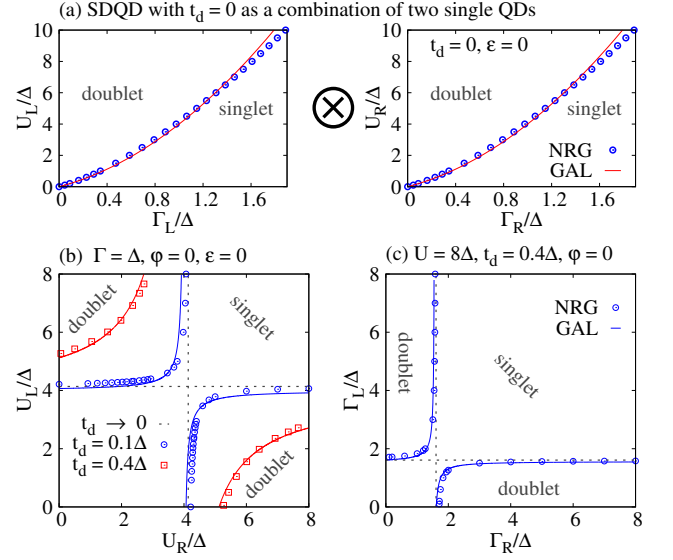 (a) SDQD with t_d = 0 as a combination of two single QDs
U_L/Δ
10
8
6
4
2
0
doublet
singlet
0 0.4 0.8 1.2 1.6
Γ_L/Δ
⊗
U_R/Δ
10
8
6
4
2
0
t_d = 0, ε = 0
doublet
singlet
NRG
GAL
0 0.4 0.8 1.2 1.6
Γ_R/Δ
(b) Γ = Δ, φ = 0, ε = 0
U_L/Δ
8
6
4
2
0
doublet
singlet
t_d → 0
t_d = 0.1Δ
t_d = 0.4Δ
doublet
0 2 4 6 8
U_R/Δ
(c) U = 8Δ, t_d = 0.4Δ, φ = 0
Γ_L/Δ
8
6
4
2
0
NRG
GAL
doublet
singlet
doublet
0 2 4 6 8
Γ_R/Δ